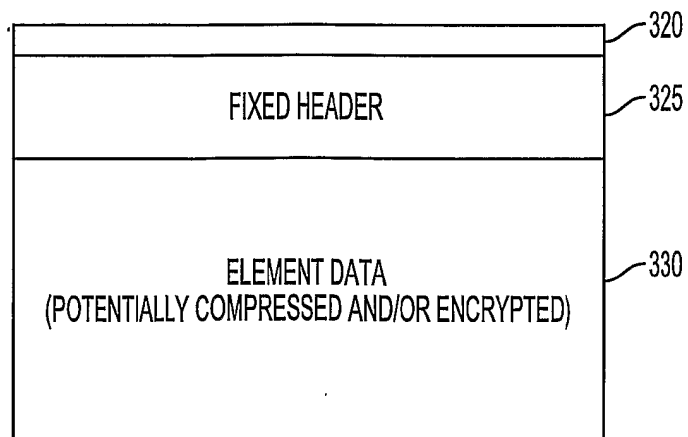 320
FIXED HEADER
325
ELEMENT DATA
(POTENTIALLY COMPRESSED AND/OR ENCRYPTED)
330